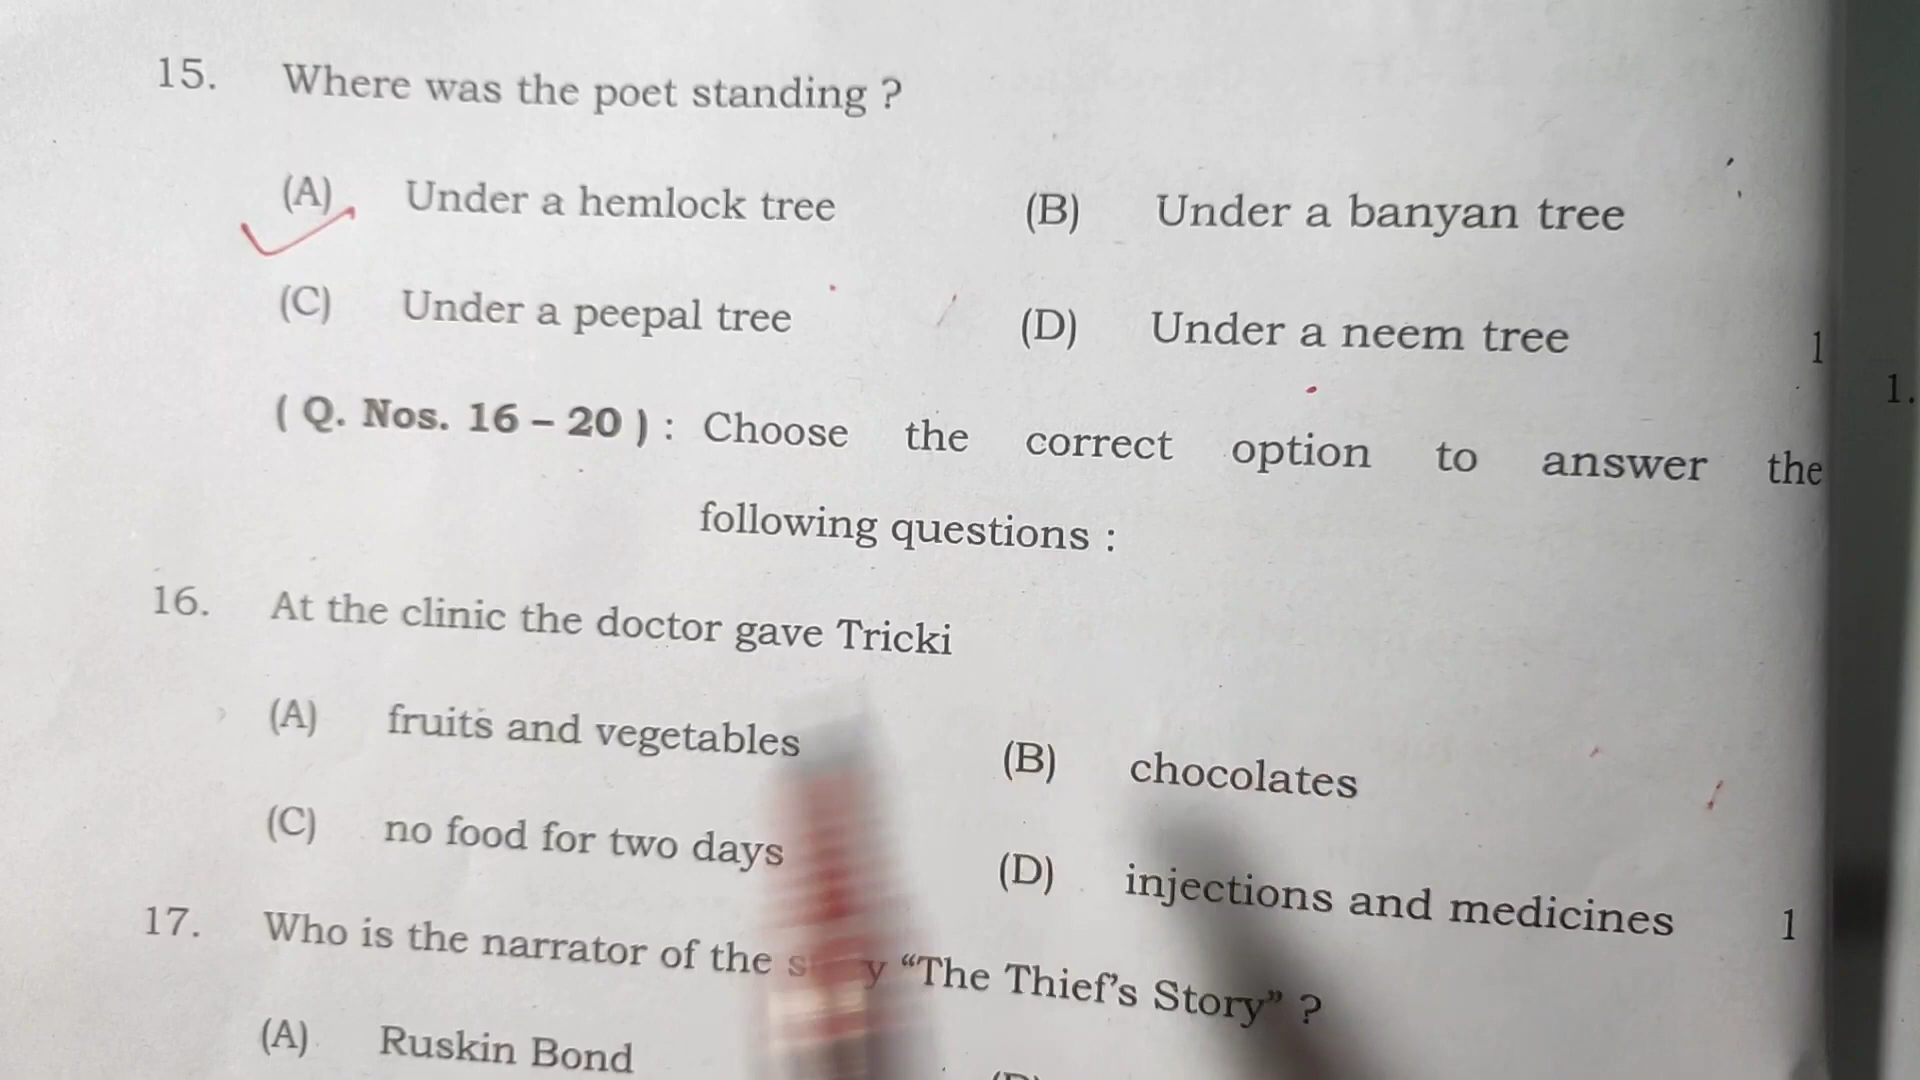 15. Where was the poet standing ?
(A) Under a hemlock tree (B) Under a banyan tree
(C) Under a peepal tree (D) Under a neem tree 1
1.
( Q. Nos. 16 – 20 ) : Choose the correct option to answer the
following questions :
16. At the clinic the doctor gave Tricki
(A) fruits and vegetables (B) chocolates
(C) no food for two days (D) injections and medicines 1
17. Who is the narrator of the “The Thief’s Story” ?
(A) Ruskin Bond